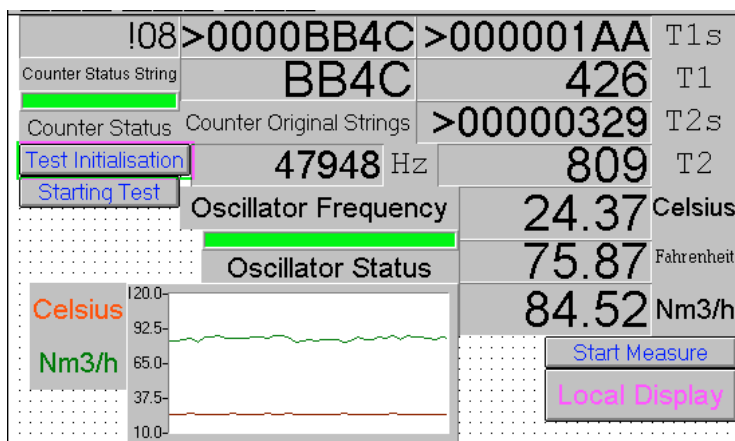 !08 >0000BB4C >000001AA T1s
Counter Status String BB4C 426 T1
Counter Status Counter Original Strings >00000329 T2s
Test Initialisation 47948 Hz 809 T2
Starting Test
Oscillator Frequency 24.37 Celsius
Oscillator Status 75.87 Fahrenheit
84.52 Nm3/h
120.0
Celsius
92.5
Nm3/h
65.0
37.5
10.0
Start Measure
Local Display